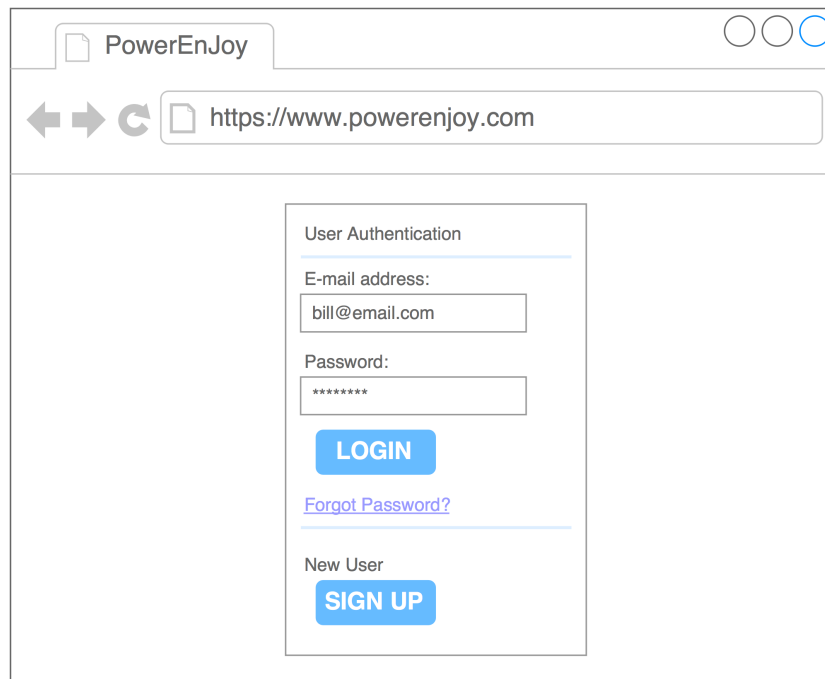 PowerEnJoy
https://www.powerenjoy.com
User Authentication
E-mail address:
bill@email.com
Password:
********
LOGIN
Forgot Password?
New User
SIGN UP